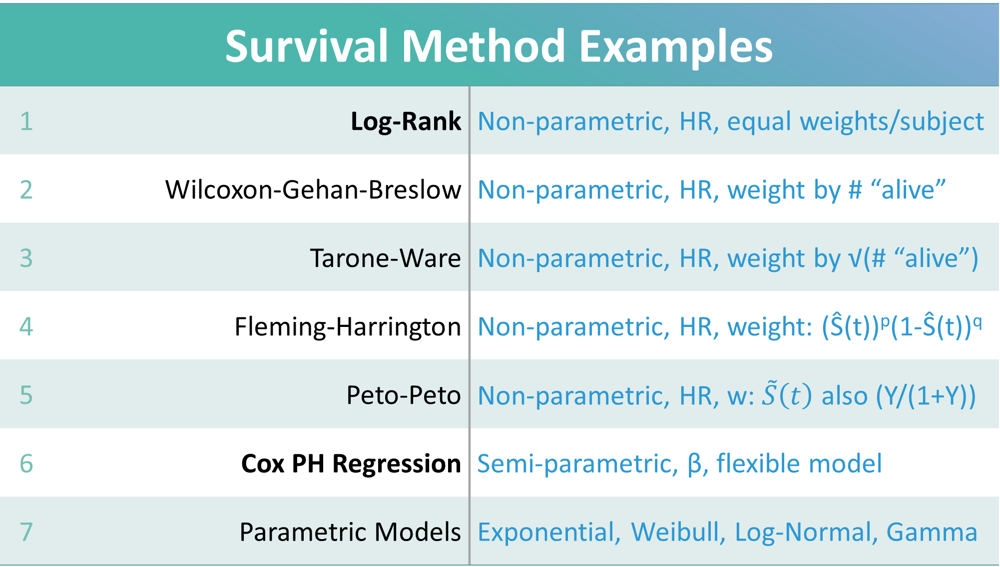 Survival Method Examples
1 Log-Rank Non-parametric, HR, equal weights/subject
2 Wilcoxon-Gehan-Breslow Non-parametric, HR, weight by # “alive”
3 Tarone-Ware Non-parametric, HR, weight by √(# “alive”)
4 Fleming-Harrington Non-parametric, HR, weight: (Ŝ(t))ᵖ(1-Ŝ(t))^q
5 Peto-Peto Non-parametric, HR, w: S̃(t) also (Y/(1+Y))
6 Cox PH Regression Semi-parametric, β, flexible model
7 Parametric Models Exponential, Weibull, Log-Normal, Gamma